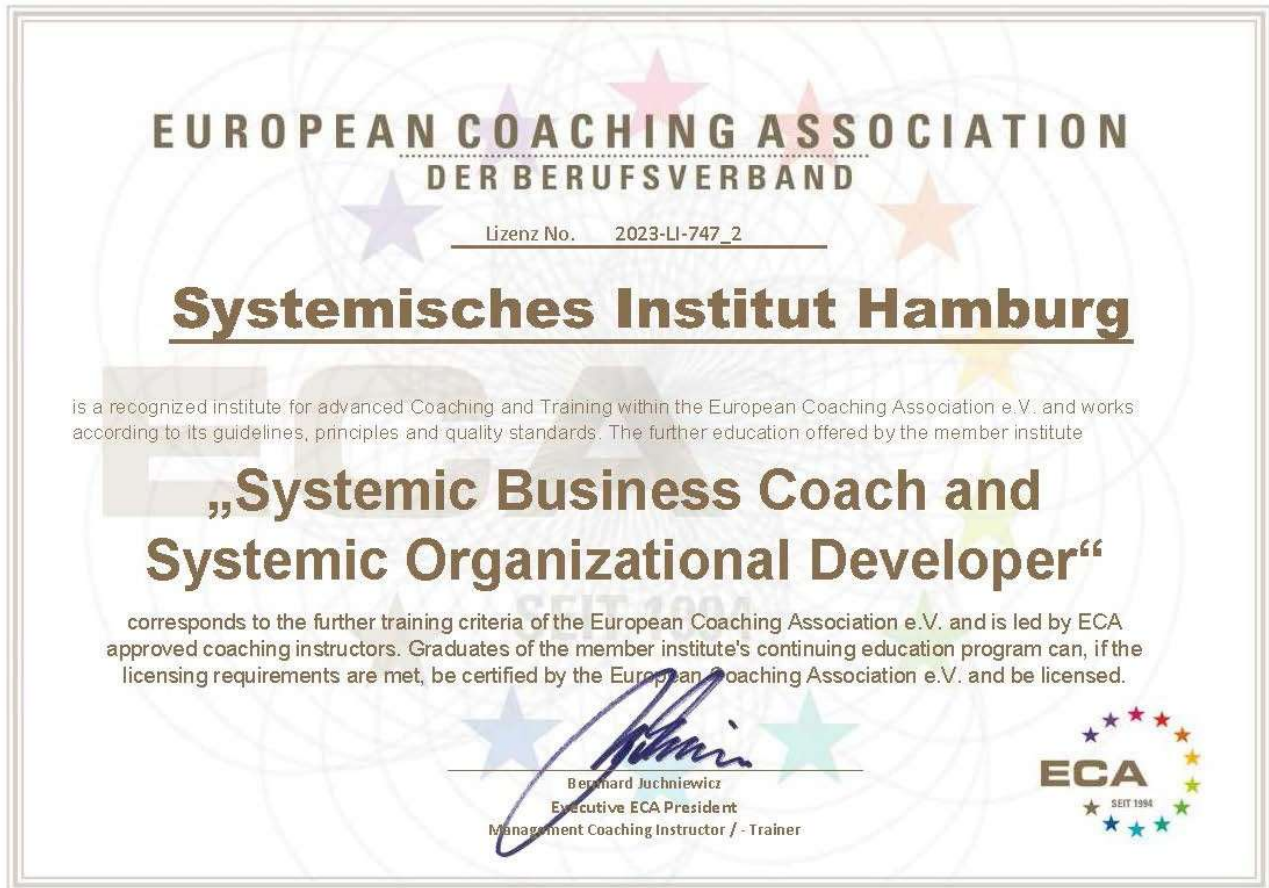 EUROPEAN COACHING ASSOCIATION
DER BERUFSVERBAND
Lizenz No. 2023-LI-747_2
Systemisches Institut Hamburg
is a recognized institute for advanced Coaching and Training within the European Coaching Association e.V. and works
according to its guidelines, principles and quality standards. The further education offered by the member institute
„Systemic Business Coach and
Systemic Organizational Developer“
corresponds to the further training criteria of the European Coaching Association e.V. and is led by ECA
approved coaching instructors. Graduates of the member institute's continuing education program can, if the
licensing requirements are met, be certified by the European Coaching Association e.V. and be licensed.
Bernhard Juchniewicz
Executive ECA President
Management Coaching Instructor / - Trainer
ECA
SEIT 1994
ECA
SEIT 1994